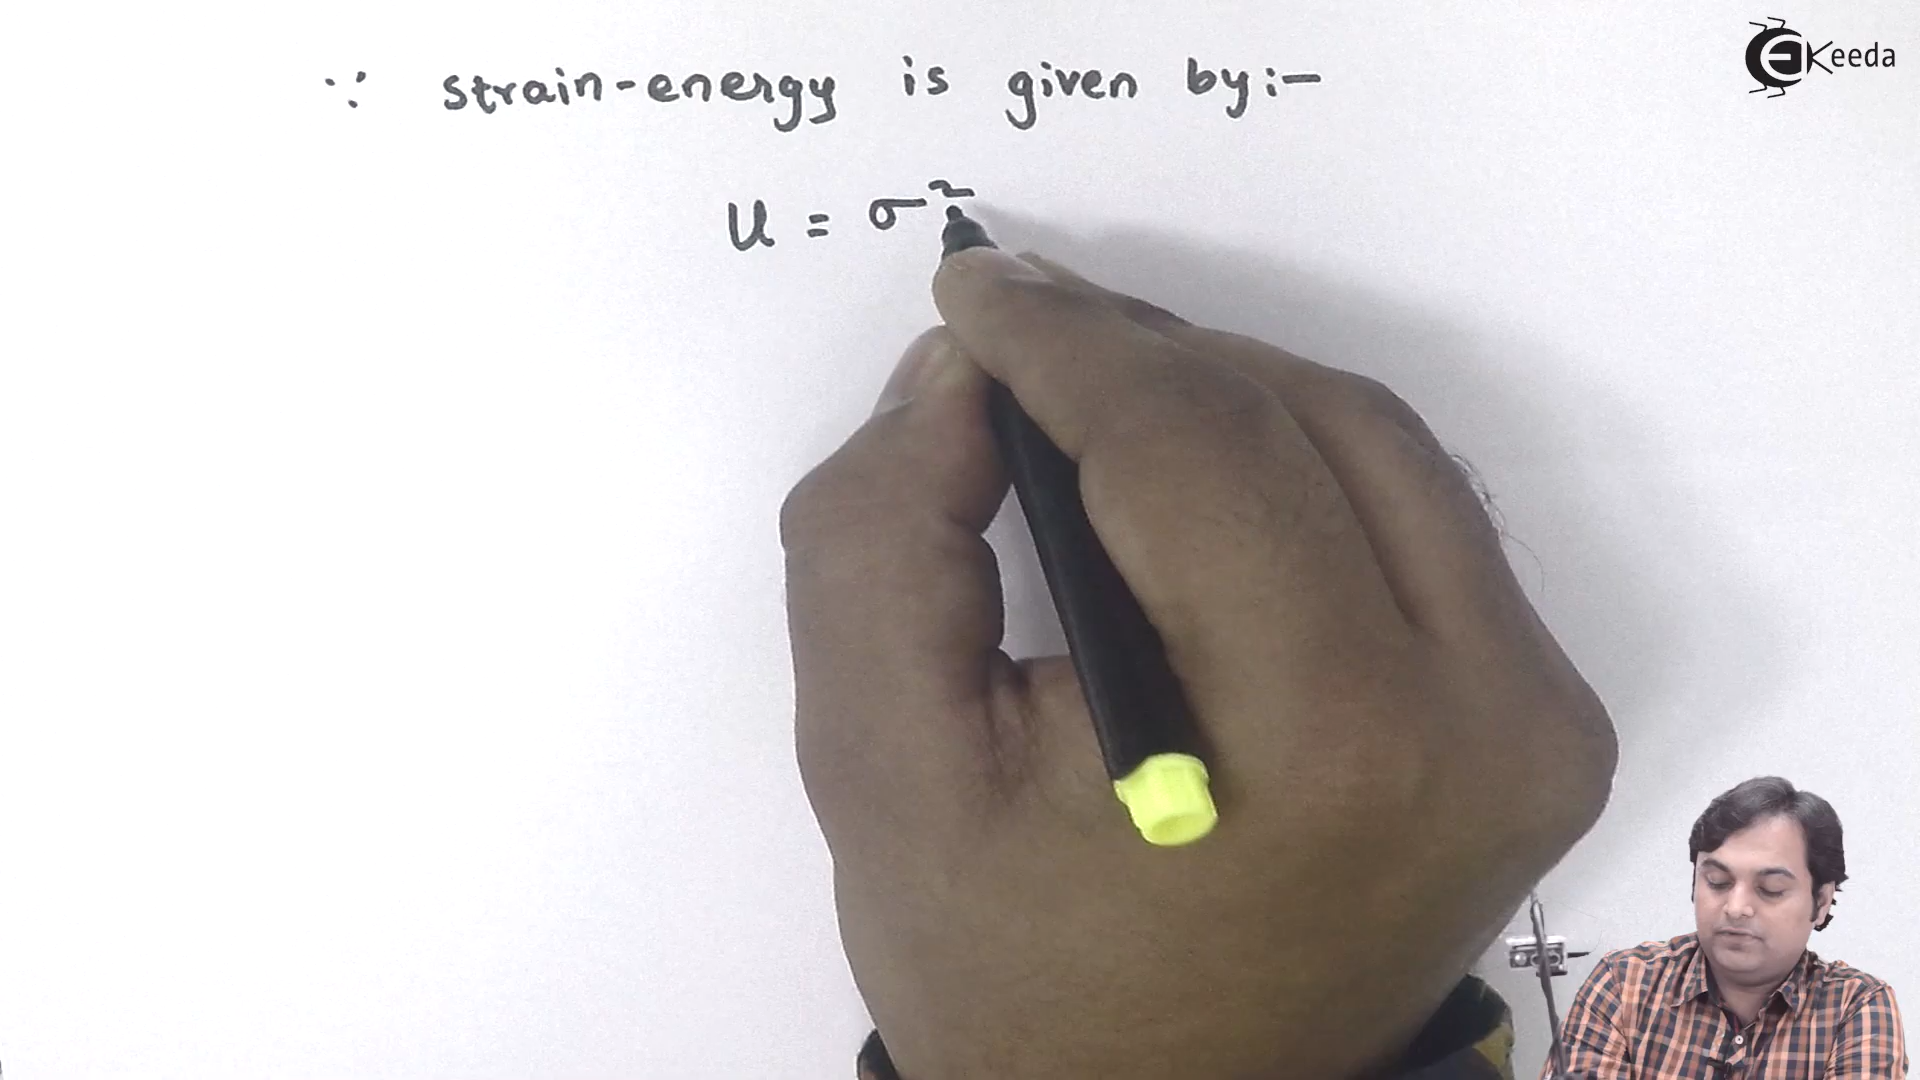 EKeeda
∵ strain-energy is given by:-
U = σ²